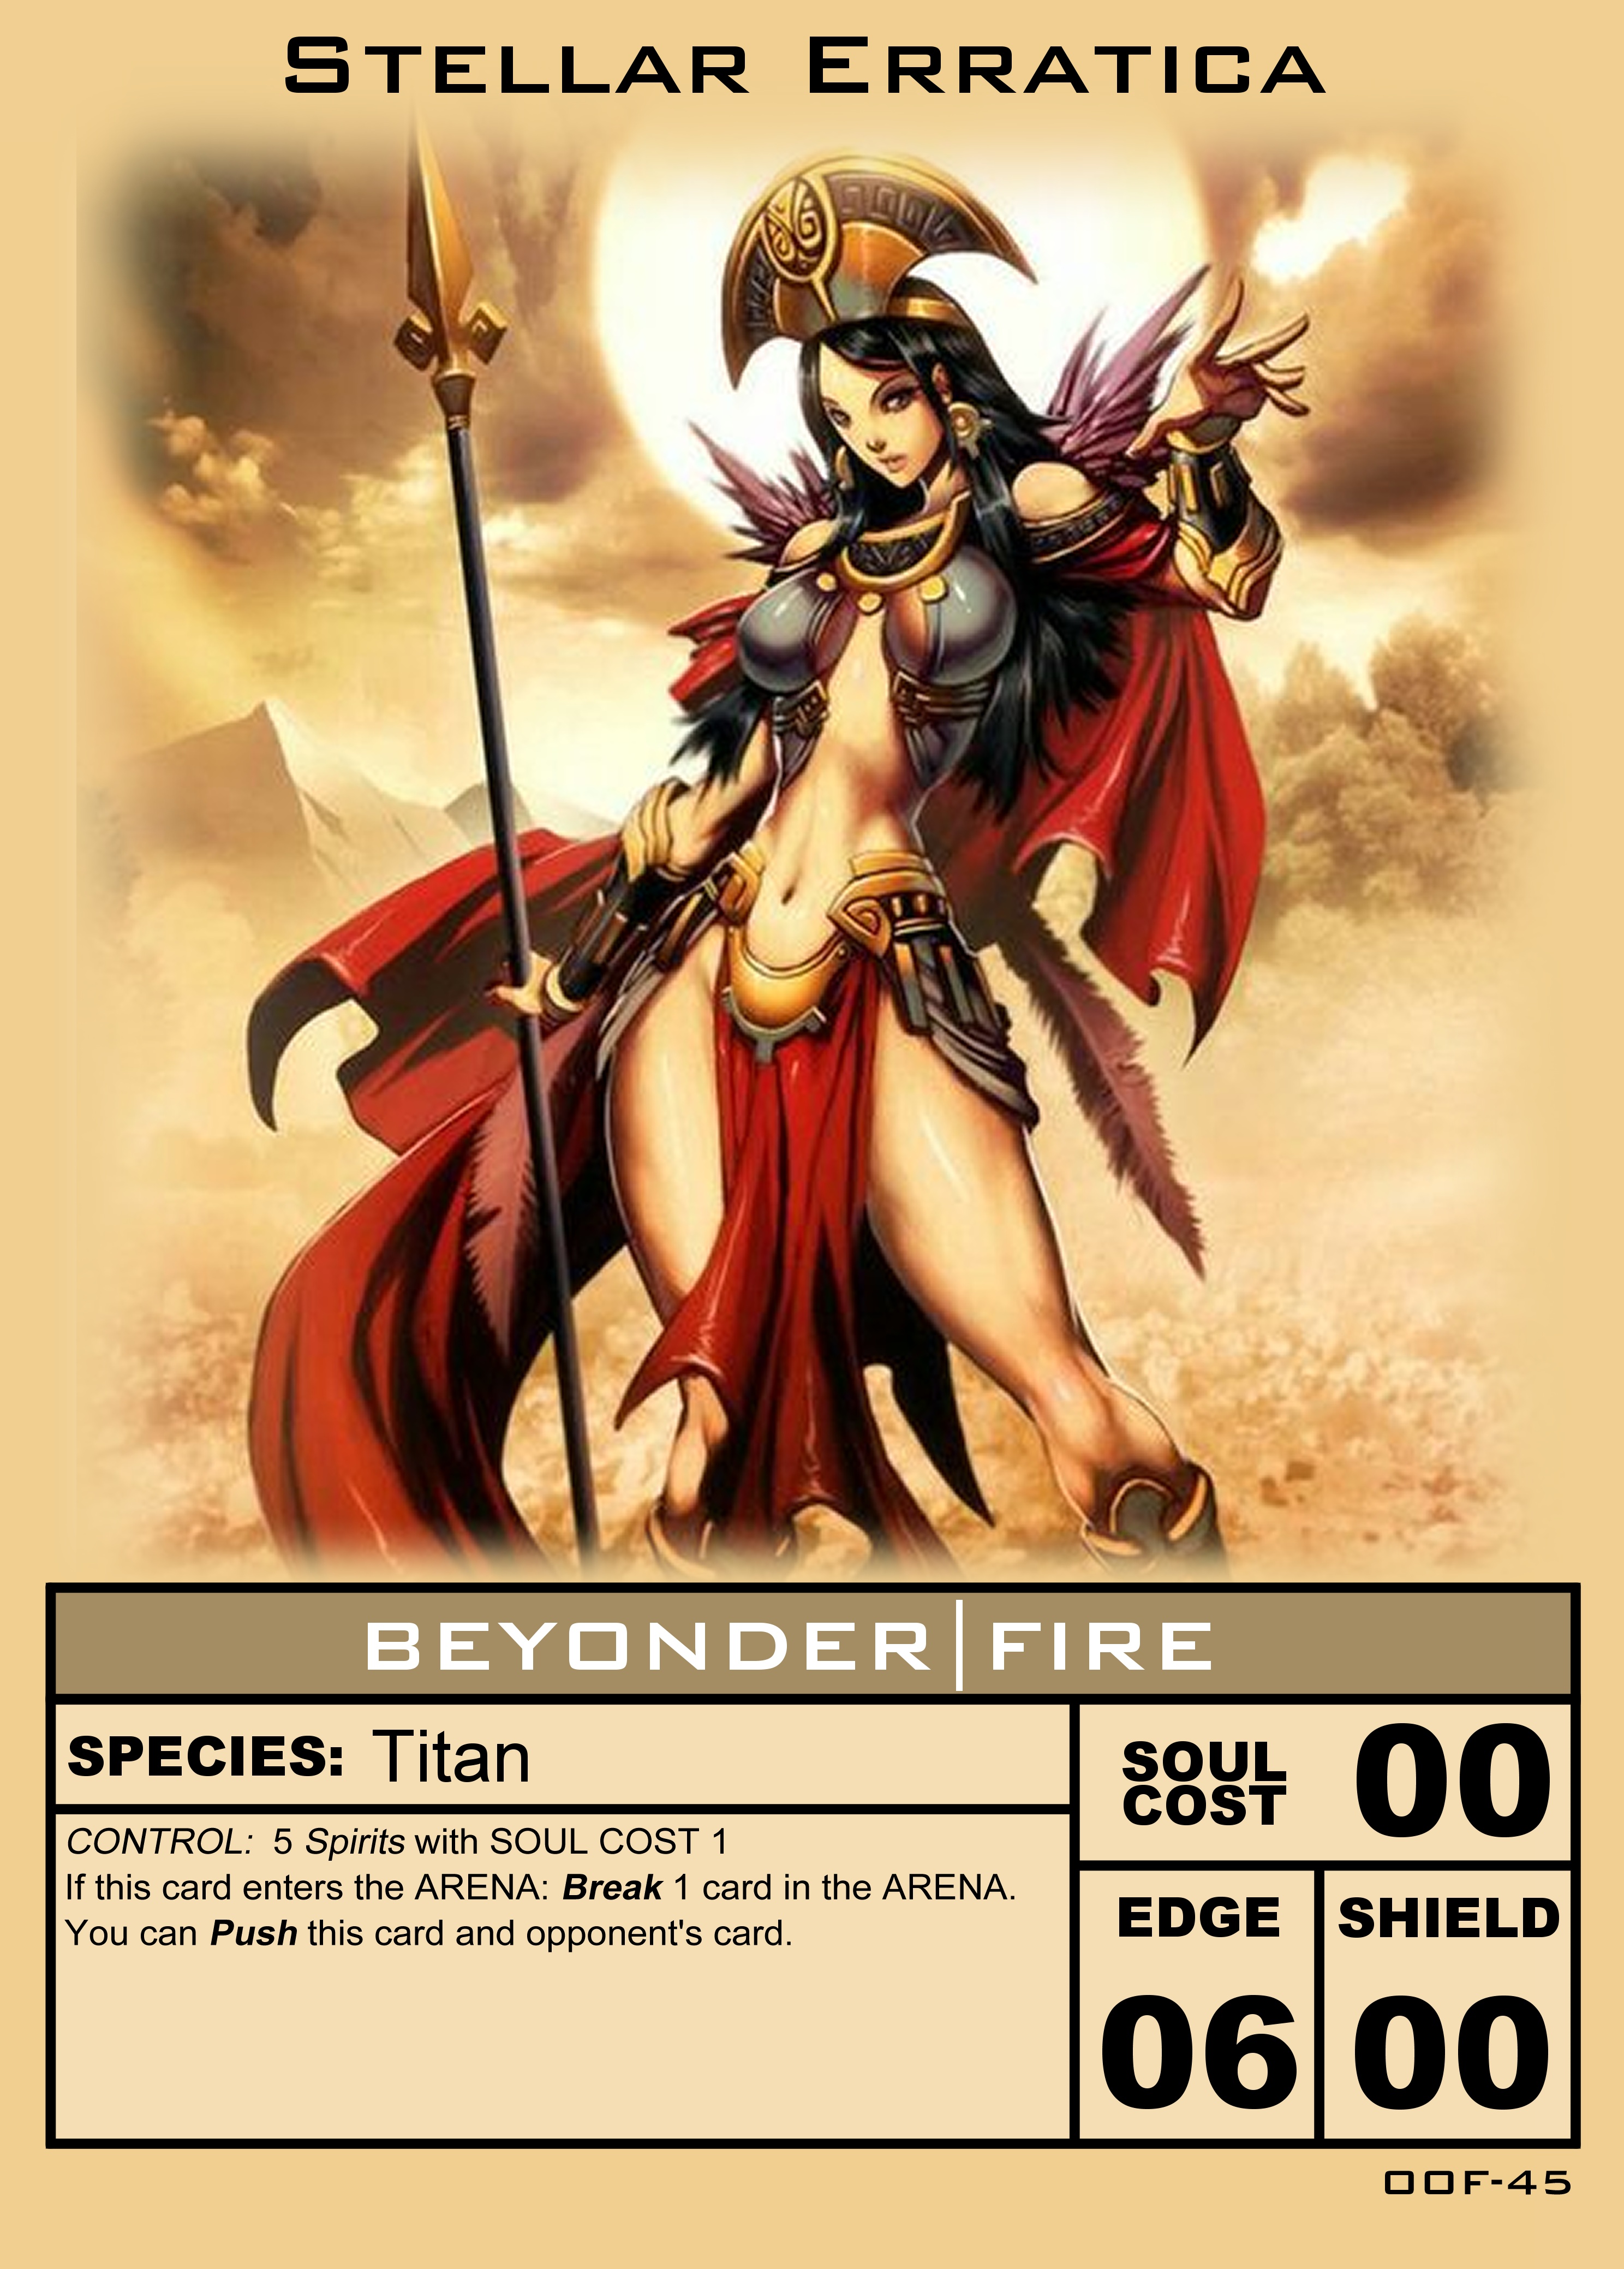 Stellar Erratica
BEYONDER|FIRE
SPECIES: Titan
SOUL COST 00
CONTROL: 5 Spirits with SOUL COST 1
If this card enters the ARENA: Break 1 card in the ARENA.
You can Push this card and opponent's card.
EDGE
SHIELD
06
00
00F-45